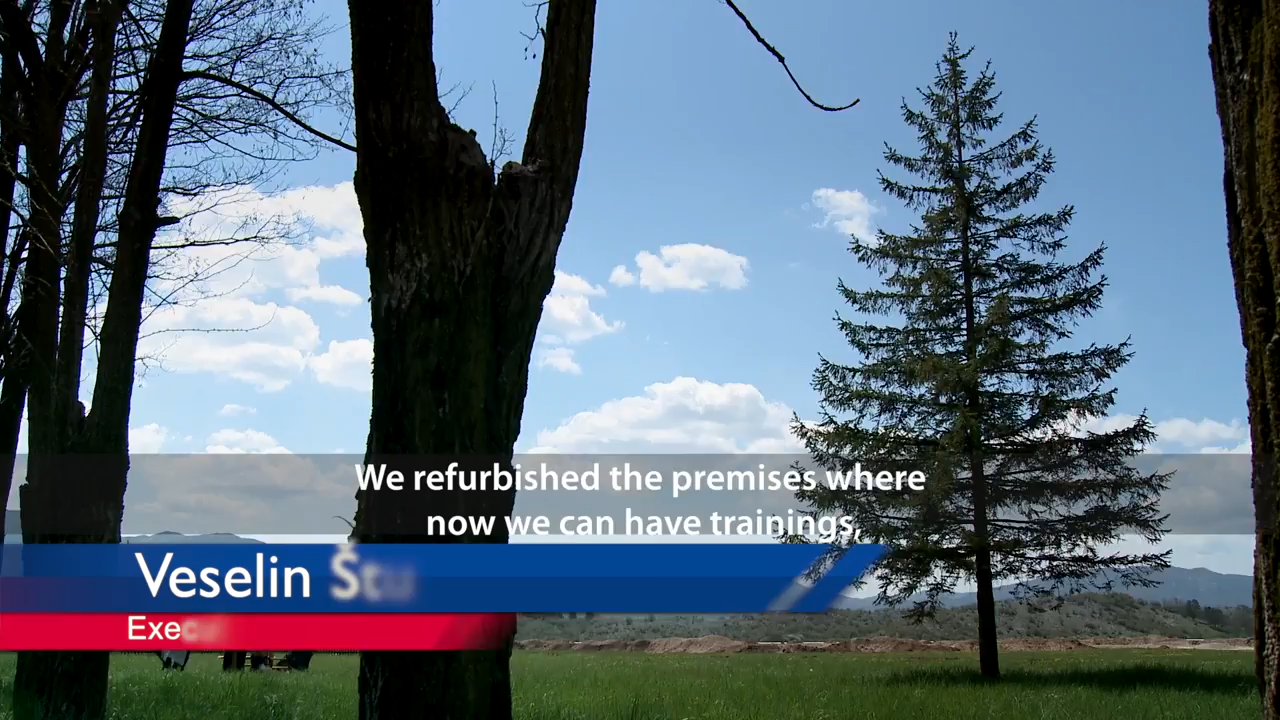 We refurbished the premises where
now we can have trainings,
Veselin